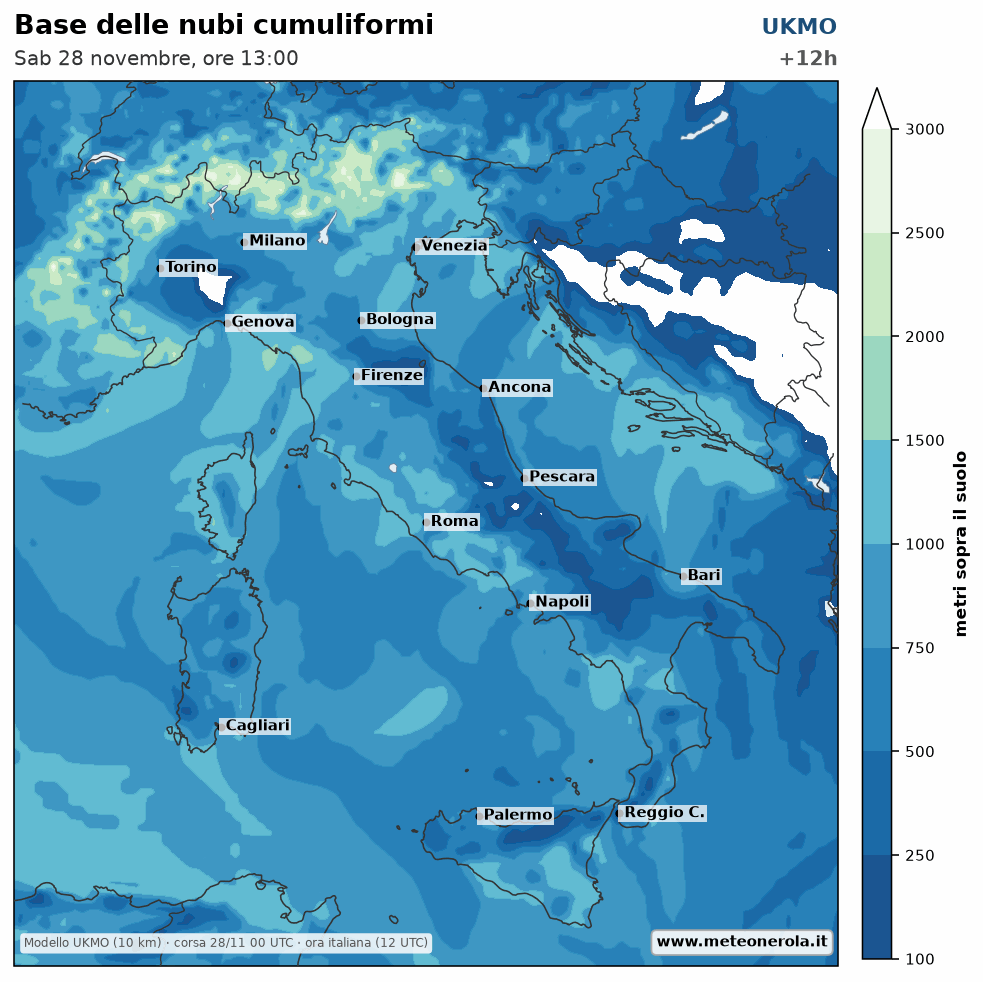 Base delle nubi cumuliformi
UKMO
Sab 28 novembre, ore 13:00
+12h
3000
2500
2000
1500
1000
750
500
250
100
metri sopra il suolo
Milano
Venezia
Torino
Genova
Bologna
Firenze
Ancona
Pescara
Roma
Bari
Napoli
Cagliari
Palermo
Reggio C.
Modello UKMO (10 km) · corsa 28/11 00 UTC · ora italiana (12 UTC)
www.meteonerola.it